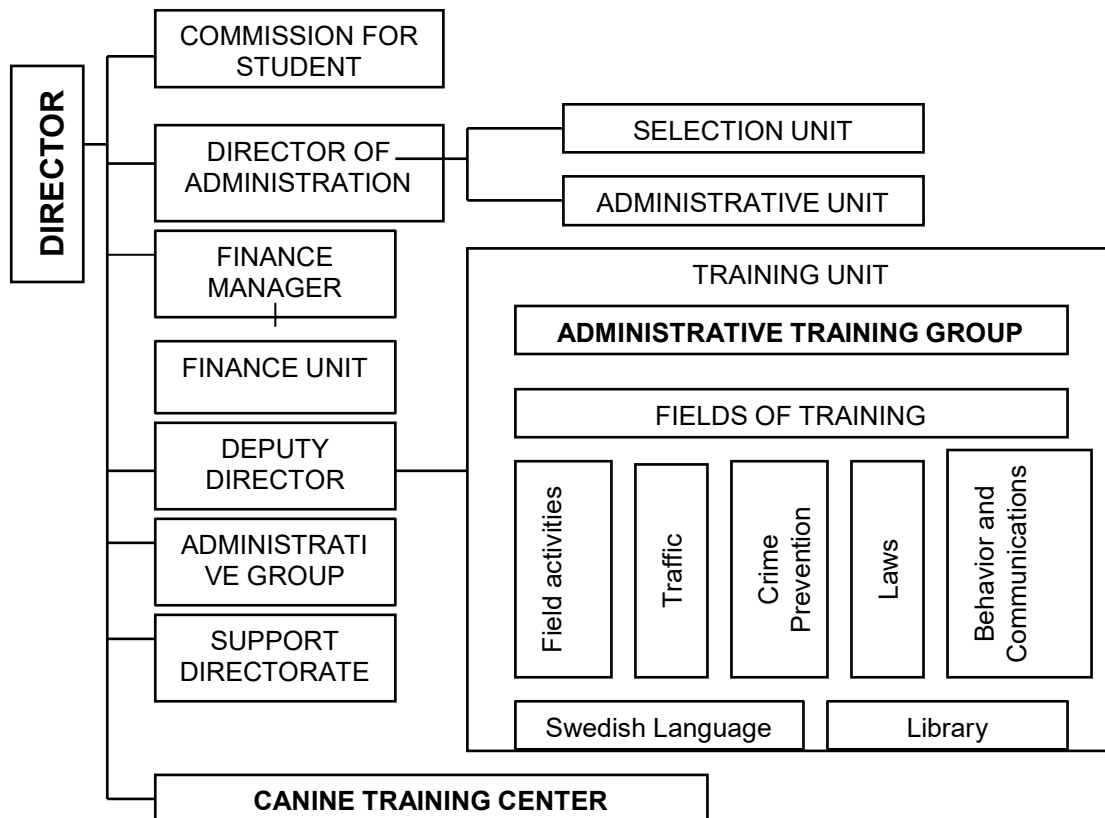 DIRECTOR
COMMISSION FOR
STUDENT
DIRECTOR OF
ADMINISTRATION
SELECTION UNIT
ADMINISTRATIVE UNIT
FINANCE
MANAGER
FINANCE UNIT
DEPUTY
DIRECTOR
ADMINISTRATI
VE GROUP
SUPPORT
DIRECTORATE
TRAINING UNIT
ADMINISTRATIVE TRAINING GROUP
FIELDS OF TRAINING
Field activities
Traffic
Crime
Prevention
Laws
Behavior and
Communications
Swedish Language
Library
CANINE TRAINING CENTER